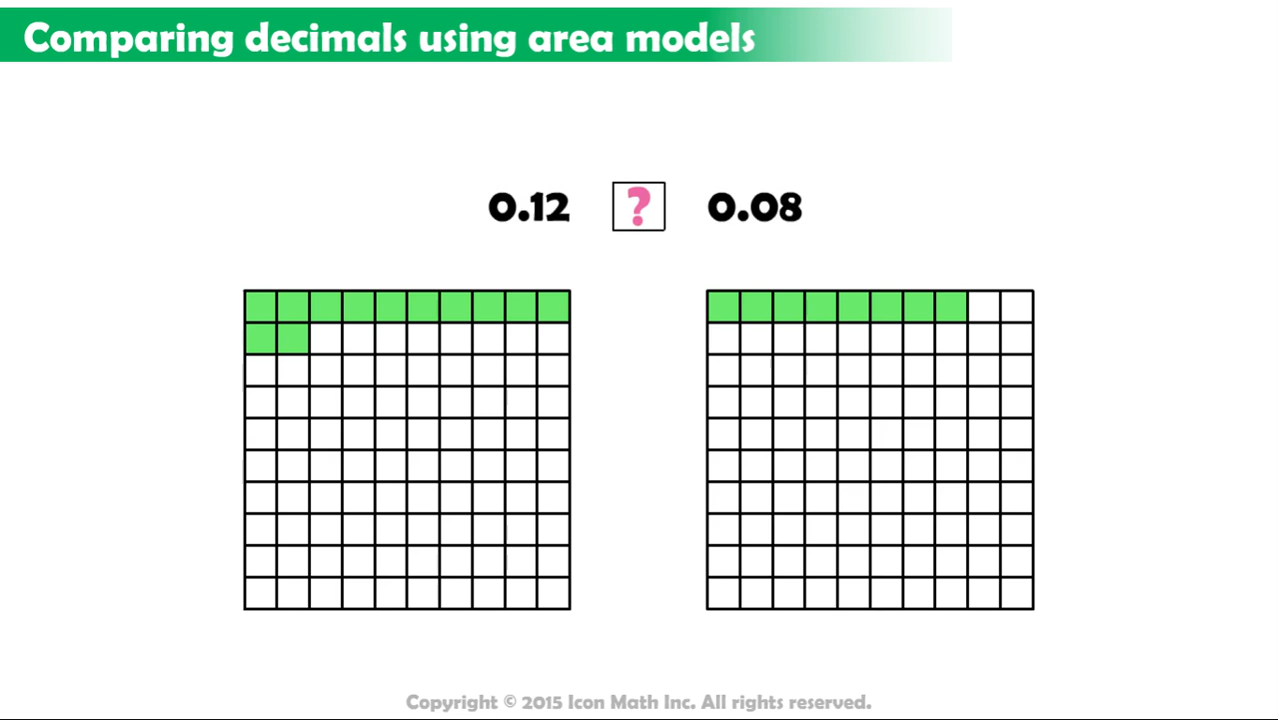 Comparing decimals using area models
0.12 ? 0.08
Copyright © 2015 Icon Math Inc. All rights reserved.